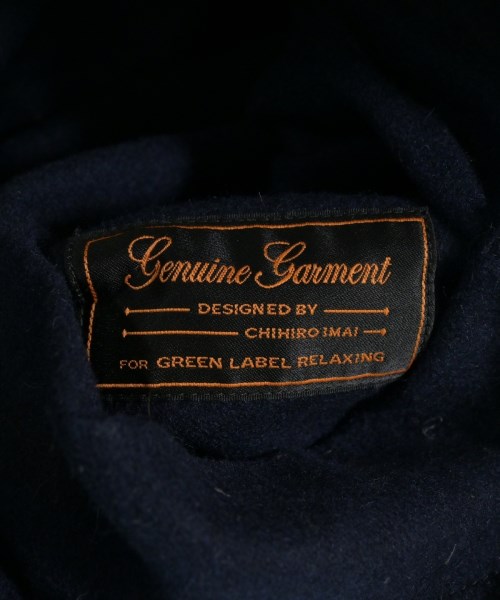 Genuine Garment
DESIGNED BY
CHIHIRO IMAI
FOR GREEN LABEL RELAXING